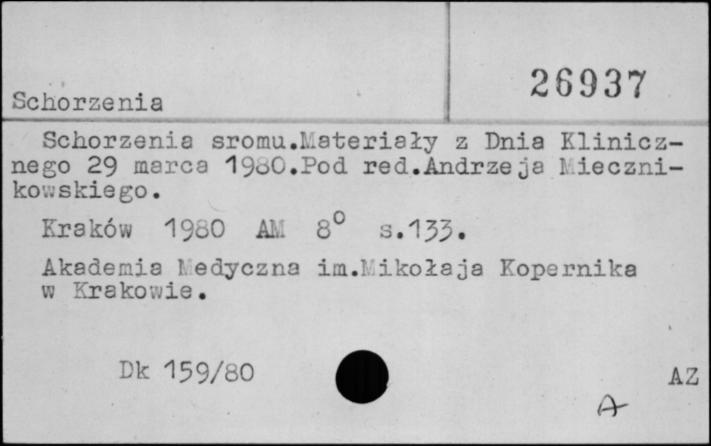 26937
Schorzenia
Schorzenia sromu.Materiały z Dnia Klinicz-
nego 29 marca 1980.Pod red.Andrzeja Mieczni-
kowskiego.
Kraków 1980 AM 8° s.133.
Akademia Medyczna im.Mikołaja Kopernika
w Krakowie.
Dk 159/80
AZ
A